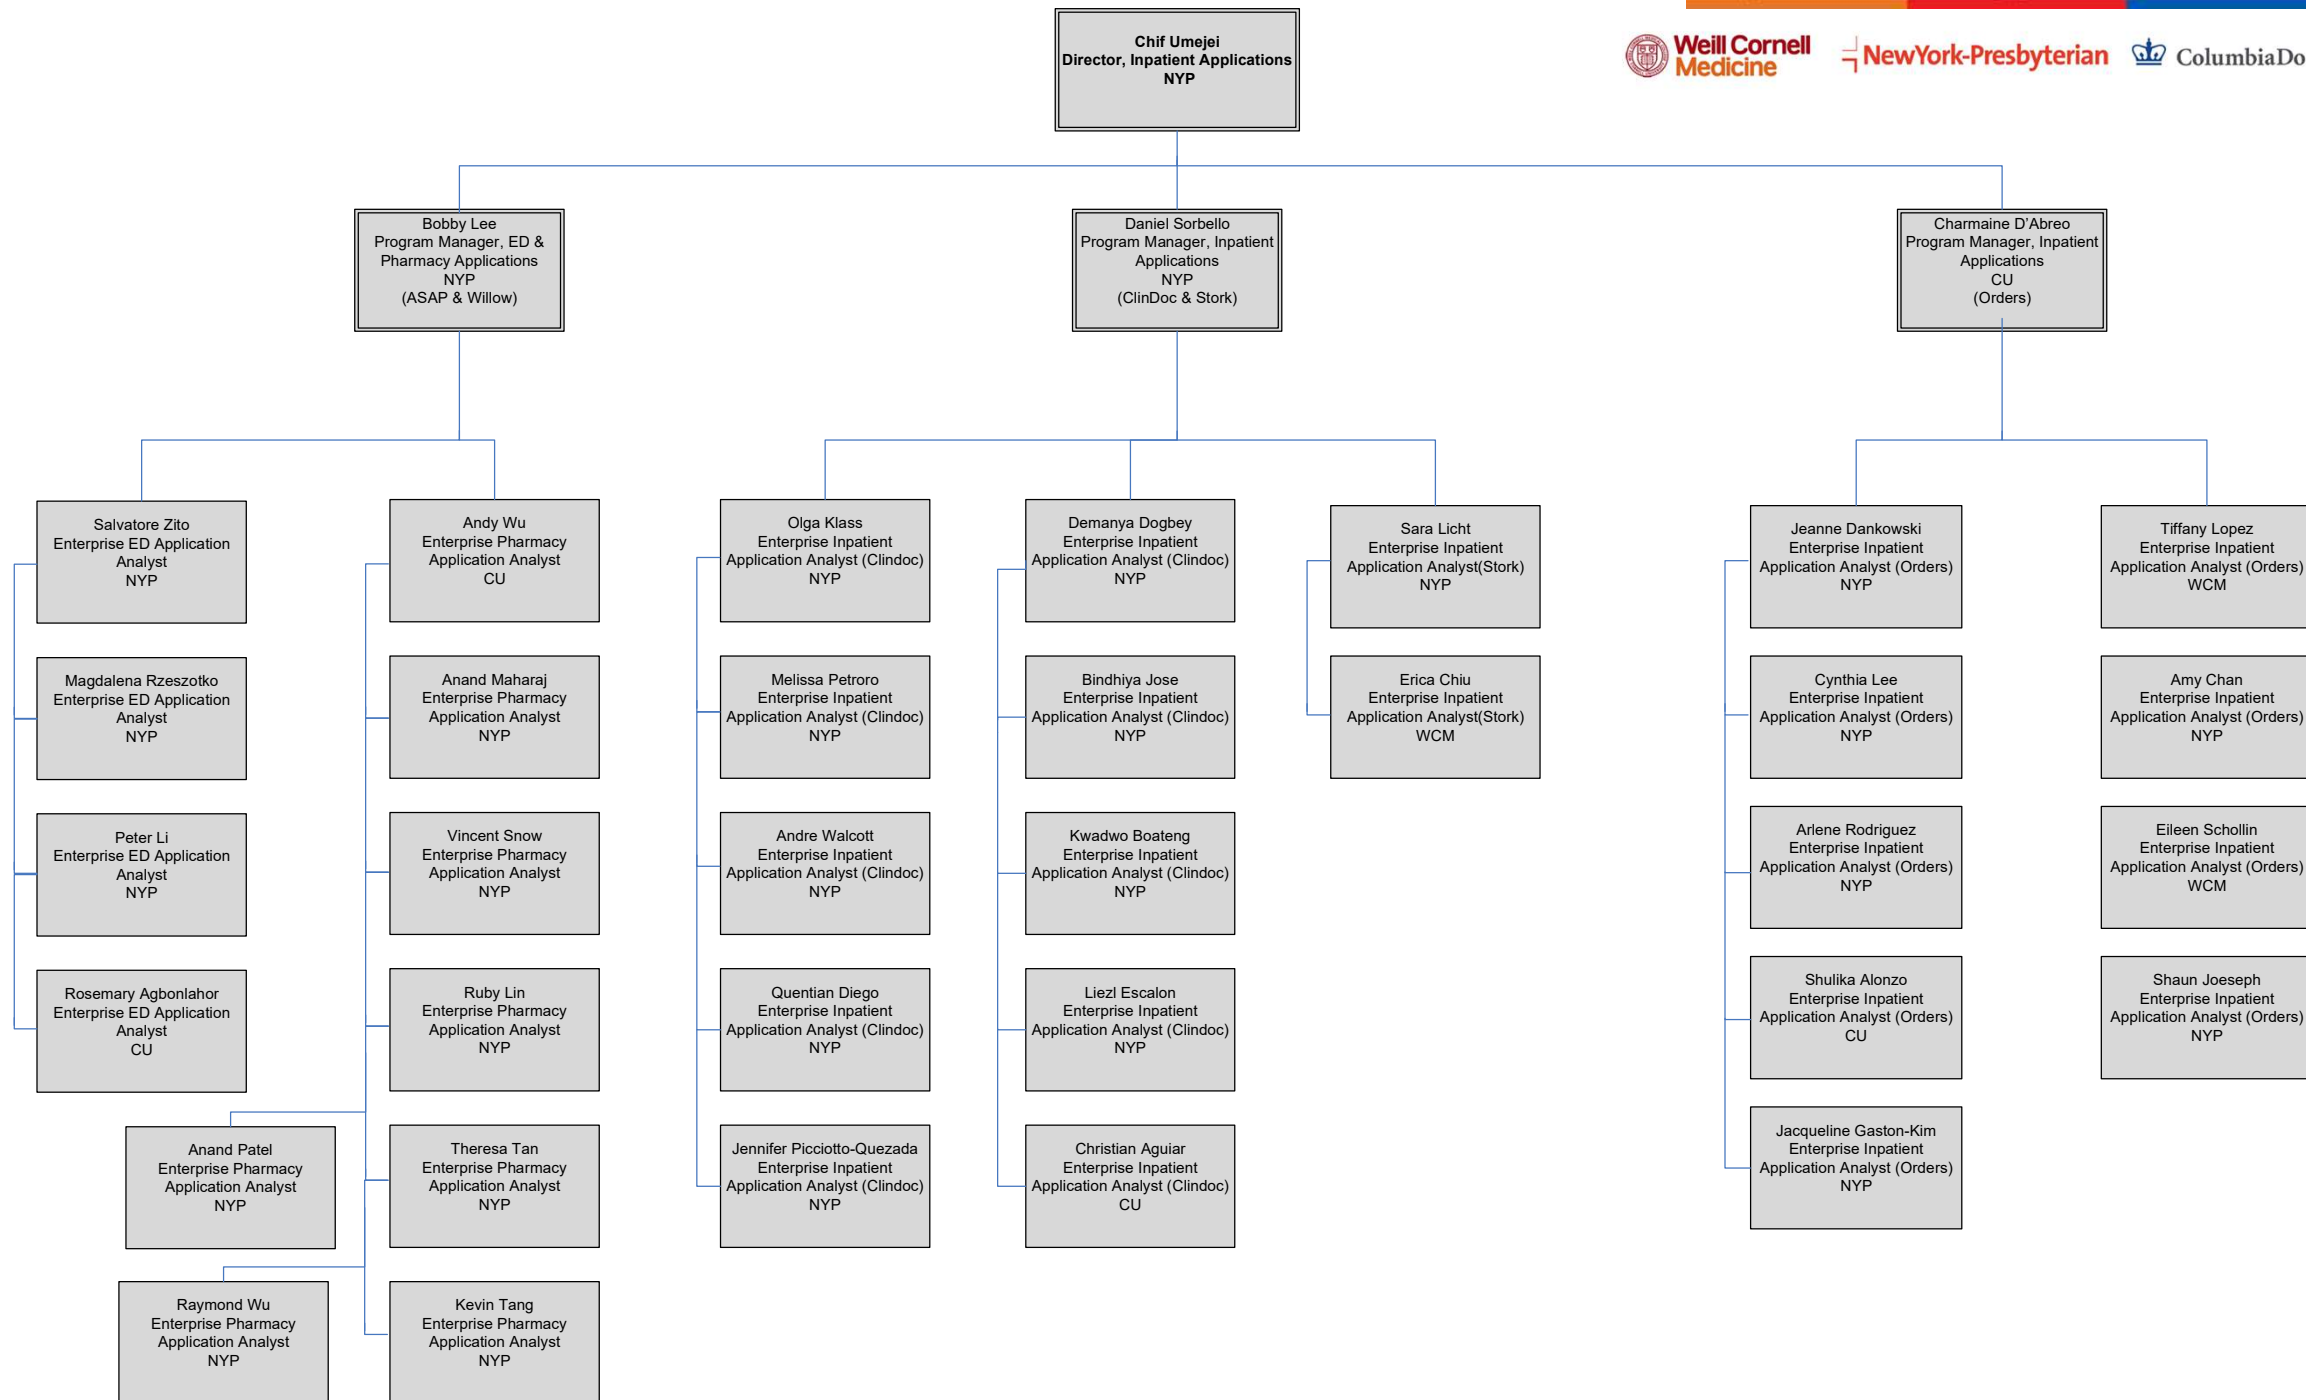 Weill Cornell
Medicine
NewYork-Presbyterian
ColumbiaDo
Chif Umejei
Director, Inpatient Applications
NYP
Bobby Lee
Program Manager, ED &
Pharmacy Applications
NYP
(ASAP & Willow)
Daniel Sorbello
Program Manager, Inpatient
Applications
NYP
(ClinDoc & Stork)
Charmaine D'Abreo
Program Manager, Inpatient
Applications
CU
(Orders)
Salvatore Zito
Enterprise ED Application
Analyst
NYP
Magdalena Rzeszotko
Enterprise ED Application
Analyst
NYP
Peter Li
Enterprise ED Application
Analyst
NYP
Rosemary Agbonlahor
Enterprise ED Application
Analyst
CU
Andy Wu
Enterprise Pharmacy
Application Analyst
CU
Anand Maharaj
Enterprise Pharmacy
Application Analyst
NYP
Vincent Snow
Enterprise Pharmacy
Application Analyst
NYP
Ruby Lin
Enterprise Pharmacy
Application Analyst
NYP
Anand Patel
Enterprise Pharmacy
Application Analyst
NYP
Theresa Tan
Enterprise Pharmacy
Application Analyst
NYP
Raymond Wu
Enterprise Pharmacy
Application Analyst
NYP
Kevin Tang
Enterprise Pharmacy
Application Analyst
NYP
Olga Klass
Enterprise Inpatient
Application Analyst (Clindoc)
NYP
Melissa Petroro
Enterprise Inpatient
Application Analyst (Clindoc)
NYP
Andre Walcott
Enterprise Inpatient
Application Analyst (Clindoc)
NYP
Quentian Diego
Enterprise Inpatient
Application Analyst (Clindoc)
NYP
Jennifer Picciotto-Quezada
Enterprise Inpatient
Application Analyst (Clindoc)
NYP
Demanya Dogbey
Enterprise Inpatient
Application Analyst (Clindoc)
NYP
Bindhiya Jose
Enterprise Inpatient
Application Analyst (Clindoc)
NYP
Kwadwo Boateng
Enterprise Inpatient
Application Analyst (Clindoc)
NYP
Liezl Escalon
Enterprise Inpatient
Application Analyst (Clindoc)
NYP
Christian Aguiar
Enterprise Inpatient
Application Analyst (Clindoc)
CU
Sara Licht
Enterprise Inpatient
Application Analyst(Stork)
NYP
Erica Chiu
Enterprise Inpatient
Application Analyst(Stork)
WCM
Jeanne Dankowski
Enterprise Inpatient
Application Analyst (Orders)
NYP
Cynthia Lee
Enterprise Inpatient
Application Analyst (Orders)
NYP
Arlene Rodriguez
Enterprise Inpatient
Application Analyst (Orders)
NYP
Shulika Alonzo
Enterprise Inpatient
Application Analyst (Orders)
CU
Jacqueline Gaston-Kim
Enterprise Inpatient
Application Analyst (Orders)
NYP
Tiffany Lopez
Enterprise Inpatient
Application Analyst (Orders)
WCM
Amy Chan
Enterprise Inpatient
Application Analyst (Orders)
NYP
Eileen Schollin
Enterprise Inpatient
Application Analyst (Orders)
WCM
Shaun Joeseph
Enterprise Inpatient
Application Analyst (Orders)
NYP